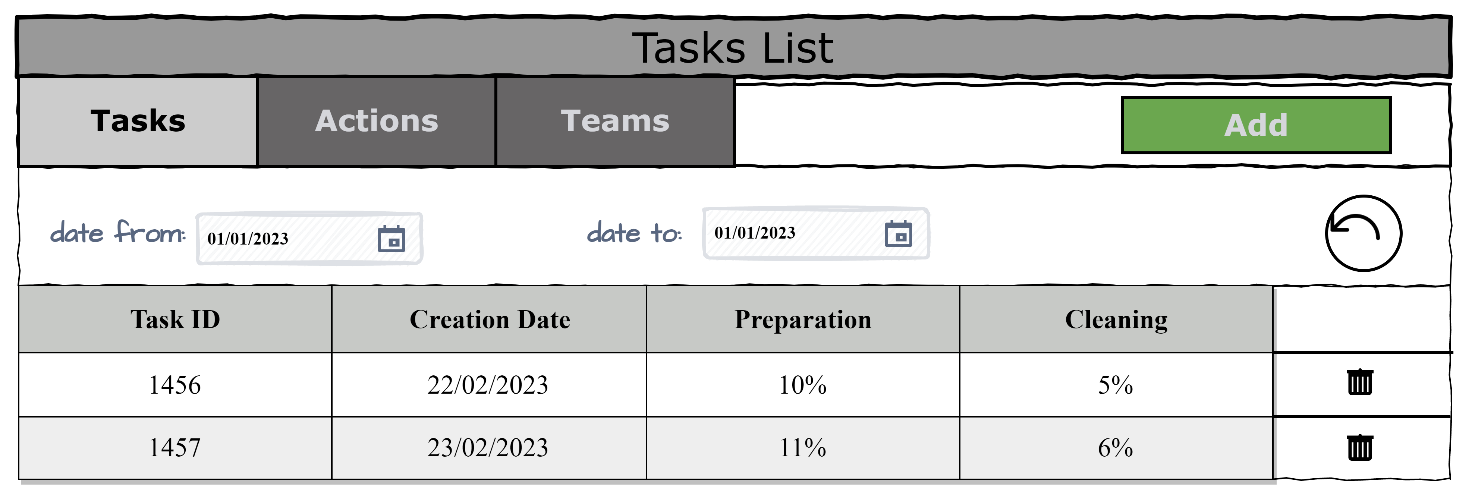 Tasks List
Tasks Actions Teams Add
date from: 01/01/2023 date to: 01/01/2023
Task ID Creation Date Preparation Cleaning
1456 22/02/2023 10% 5%
1457 23/02/2023 11% 6%